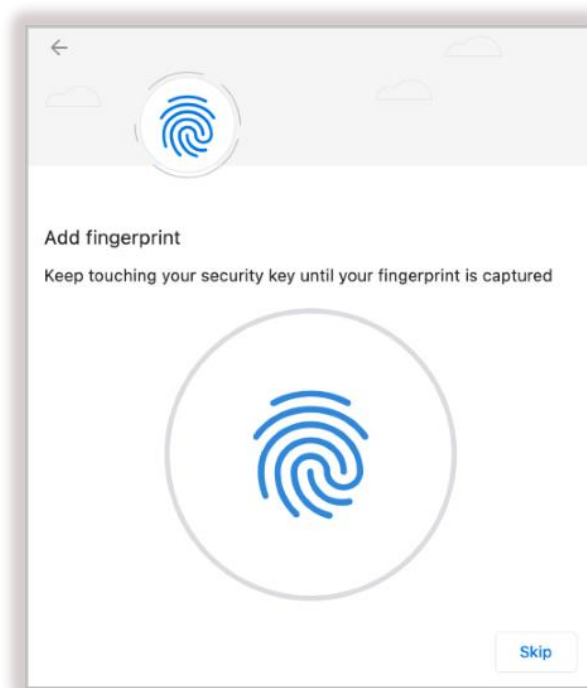 Add fingerprint
Keep touching your security key until your fingerprint is captured
Skip